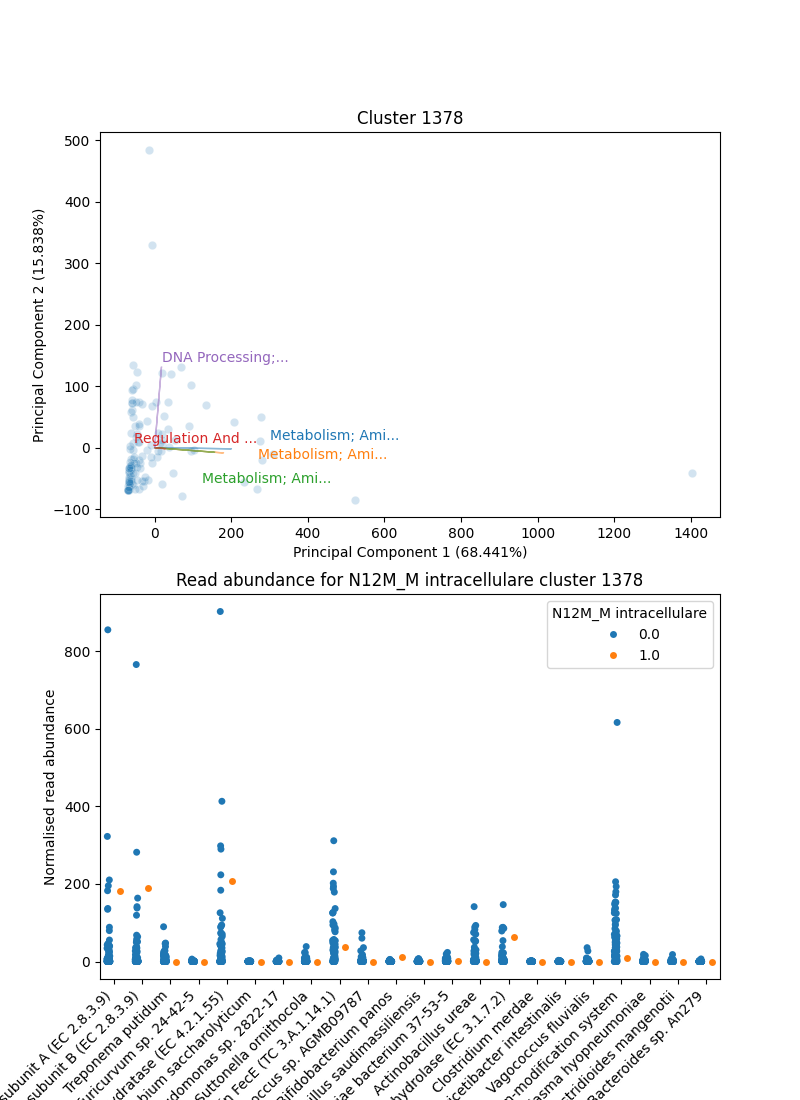 Cluster 1378
500
400
300
200
100
0
−100
Principal Component 2 (15.838%)
DNA Processing;...
Regulation And ...
Metabolism; Ami...
Metabolism; Ami...
Metabolism; Ami...
0
200
400
600
800
1000
1200
1400
Principal Component 1 (68.441%)
Read abundance for N12M_M intracellulare cluster 1378
N12M_M intracellulare
0.0
1.0
800
600
400
200
0
Normalised read abundance
subunit A (EC 2.8.3.9)
subunit B (EC 2.8.3.9)
Treponema putidum
uricurvum sp. 24-42-5
dratase (EC 4.2.1.55)
bium saccharolyticum
domonas sp. 2822-17
Suttonella ornithocola
n FecE (TC 3.A.1.14.1)
occus sp. AGMB09787
Bifidobacterium panos
illus saudimassiliensis
iae bacterium 37-53-5
Actinobacillus ureae
hydrolase (EC 3.1.7.2)
Clostridium merdae
icetibacter intestinalis
Vagococcus fluvialis
n-modification system
lasma hyopneumoniae
stridioides mangenotii
Bacteroides sp. An279